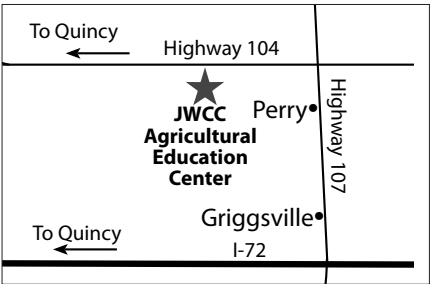 To Quincy
Highway 104
JWCC
Agricultural
Education
Center
Perry
Highway 107
Griggsville
To Quincy
I-72